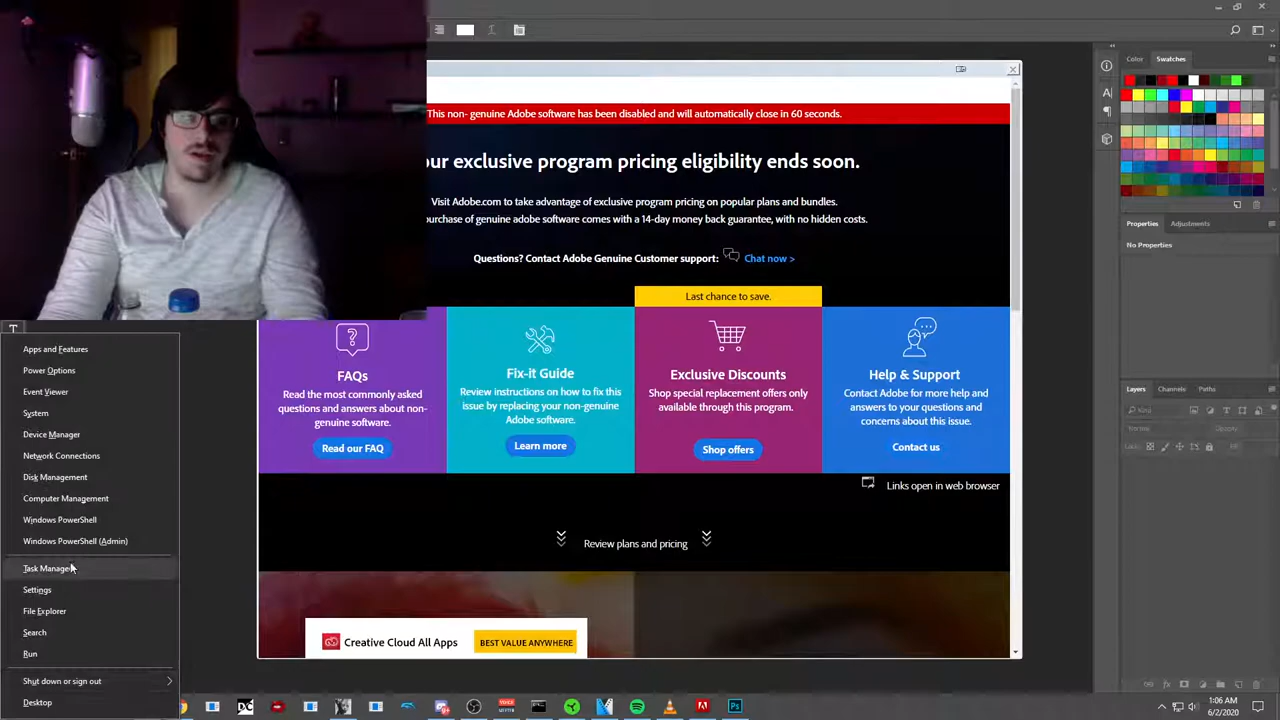 This non- genuine Adobe software has been disabled and will automatically close in 60 seconds.
our exclusive program pricing eligibility ends soon.
Visit Adobe.com to take advantage of exclusive program pricing on popular plans and bundles.
purchase of genuine adobe software comes with a 14-day money back guarantee, with no hidden costs.
Questions? Contact Adobe Genuine Customer support:
Chat now >
Last chance to save.
FAQs
Read the most commonly asked
questions and answers about non-
genuine software.
Read our FAQ
Fix-it Guide
Review instructions on how to fix this
issue by replacing your non-genuine
Adobe software.
Learn more
Exclusive Discounts
Shop special replacement offers only
available through this program.
Shop offers
Help & Support
Contact Adobe for more help and
answers to your questions and
concerns about this issue.
Contact us
Links open in web browser
Review plans and pricing
Creative Cloud All Apps
BEST VALUE ANYWHERE
Apps and Features
Power Options
Event Viewer
System
Device Manager
Network Connections
Disk Management
Computer Management
Windows PowerShell
Windows PowerShell (Admin)
Task Manager
Settings
File Explorer
Search
Run
Shut down or sign out
Desktop
Color
Swatches
Properties
Adjustments
No Properties
Layers
Channels
Paths
Kind
Normal
Opacity:
Lock:
Fill:
DC
Ps
1:06 AM
6/2/2020